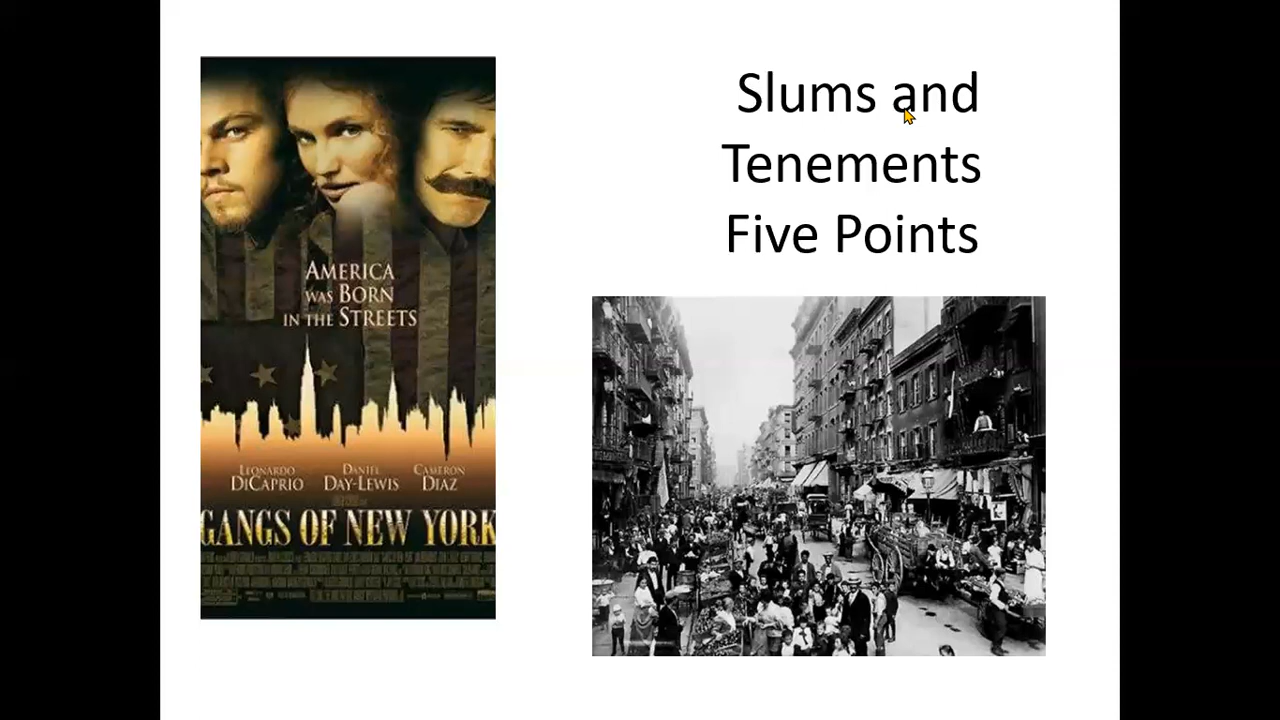 Slums and
Tenements
Five Points
AMERICA
WAS BORN
IN THE STREETS
LEONARDO DICAPRIO
DANIEL DAY-LEWIS
CAMERON DIAZ
GANGS OF NEW YORK